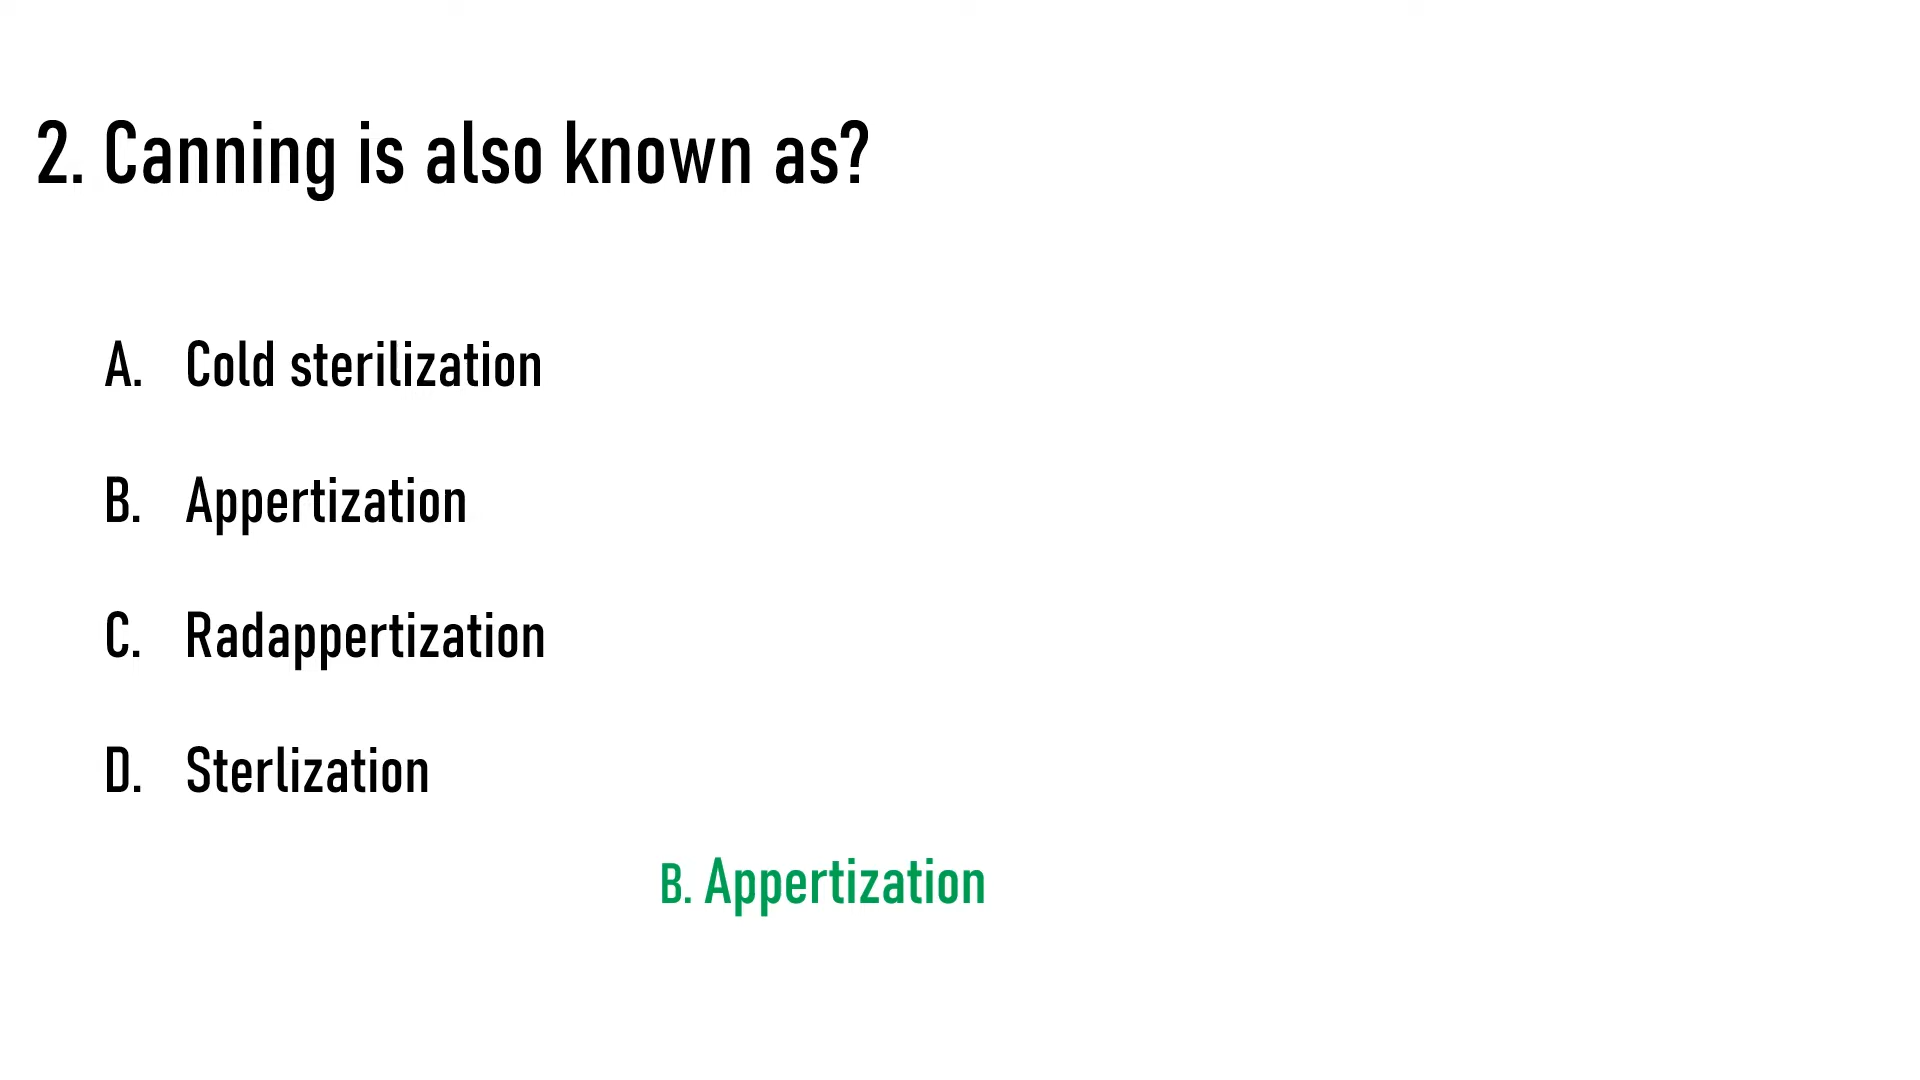 2. Canning is also known as?
A. Cold sterilization
B. Appertization
C. Radappertization
D. Sterlization
B. Appertization